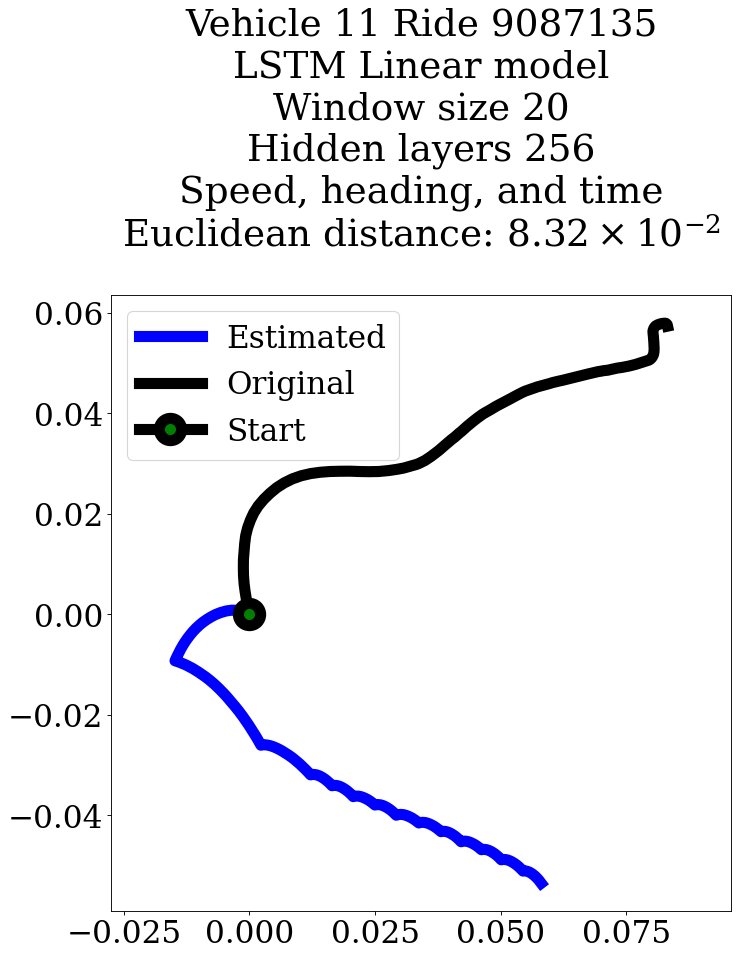 Vehicle 11 Ride 9087135
LSTM Linear model
Window size 20
Hidden layers 256
Speed, heading, and time
Euclidean distance: 8.32 × 10⁻²
Estimated
Original
Start
0.06
0.04
0.02
0.00
−0.02
−0.04
−0.025 0.000 0.025 0.050 0.075